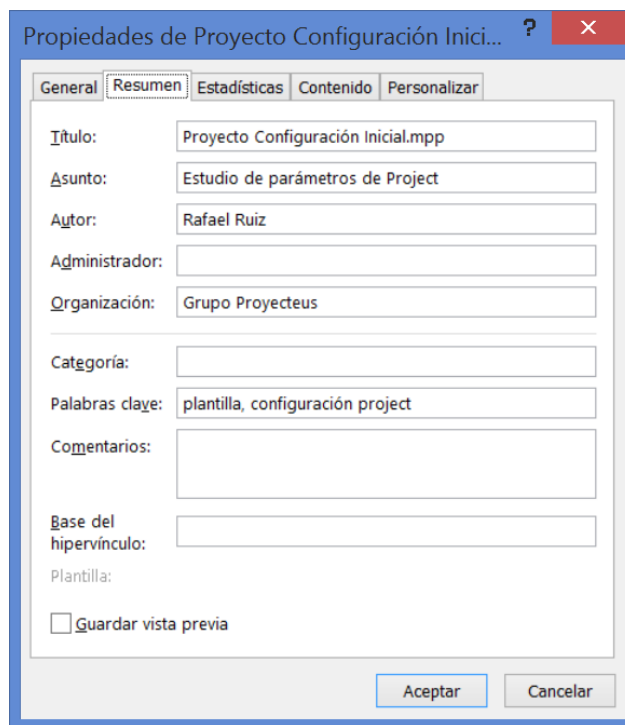 Propiedades de Proyecto Configuración Inici... ?
General Resumen Estadísticas Contenido Personalizar
Título: Proyecto Configuración Inicial.mpp
Asunto: Estudio de parámetros de Project
Autor: Rafael Ruiz
Administrador:
Organización: Grupo Proyecteus
Categoría:
Palabras clave: plantilla, configuración project
Comentarios:
Base del
hipervínculo:
Plantilla:
Guardar vista previa
Aceptar Cancelar